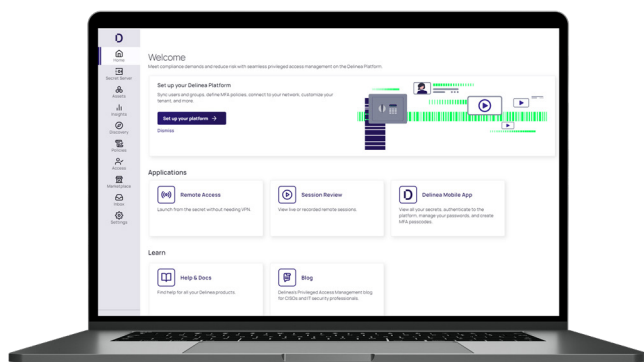 Home
Secret Server
Assets
Insights
Discovery
Policies
Access
Marketplace
Inbox
Settings
Welcome
Meet compliance demands and reduce risk with seamless privileged access management on the Delinea Platform
Set up your Delinea Platform
Sync users and groups, define MFA policies, connect to your network, customize your
tenant, and more.
Set up your platform →
Dismiss
Applications
Remote Access
Launch from the secret without needing VPN.
Session Review
View live or recorded remote sessions.
Delinea Mobile App
View all your secrets, authenticate to the
platform, manage your passwords, and create
MFA passcodes.
Learn
Help & Docs
Find help for all your Delinea products.
Blog
Delinea's Privileged Access Management blog
for CISOs and IT security professionals.